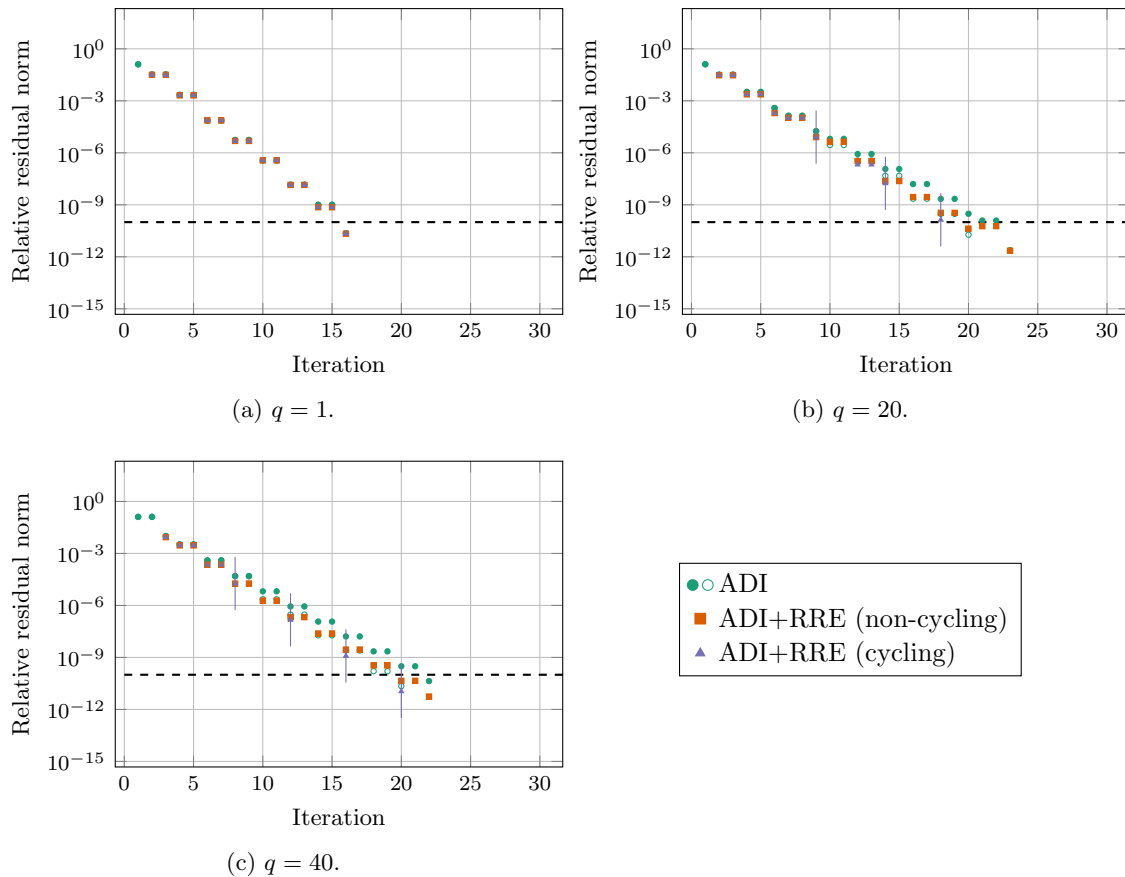 Relative residual norm
10^0
10^−3
10^−6
10^−9
10^−12
10^−15
0 5 10 15 20 25 30
Iteration
(a) q = 1.
Relative residual norm
10^0
10^−3
10^−6
10^−9
10^−12
10^−15
0 5 10 15 20 25 30
Iteration
(b) q = 20.
Relative residual norm
10^0
10^−3
10^−6
10^−9
10^−12
10^−15
0 5 10 15 20 25 30
Iteration
(c) q = 40.
ADI
ADI+RRE (non-cycling)
ADI+RRE (cycling)